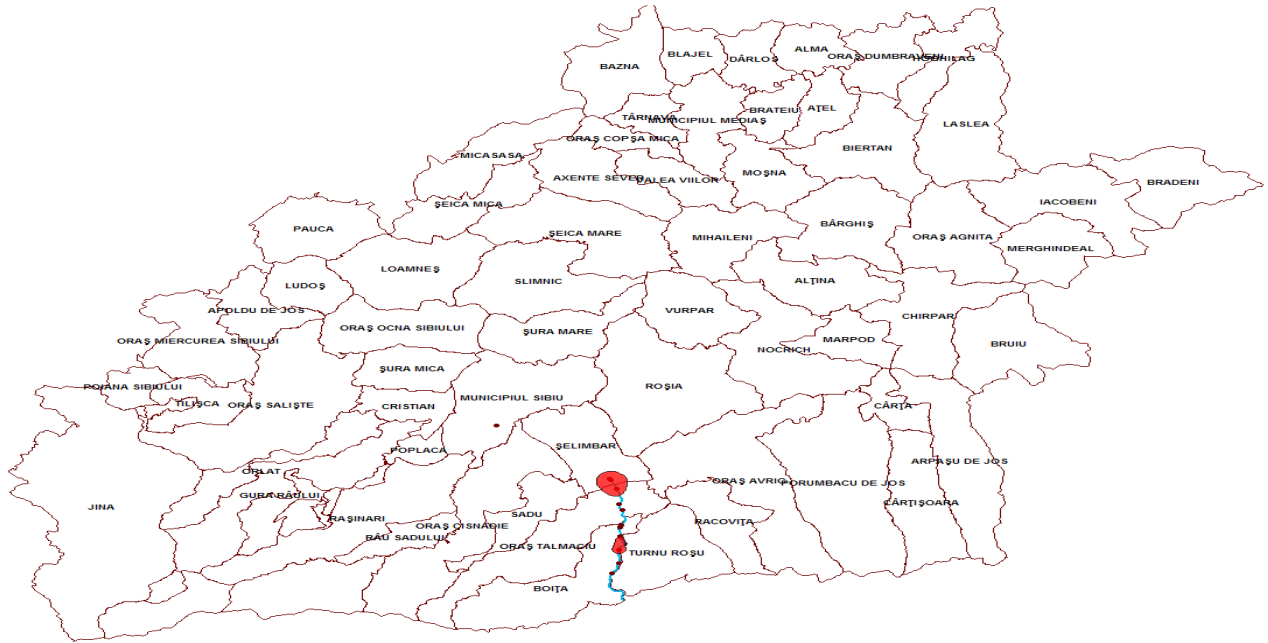 ALMA
BLAJEL
DÂRLOS
ORAŞ DUMBRAVENI
HOGHILAG
BAZNA
BRATEIU
AŢEL
TÂRNAVA
MUNICIPIUL MEDIAŞ
LASLEA
ORAŞ COPŞA MICA
BIERTAN
MICASASA
MOŞNA
AXENTE SEVER
VALEA VIILOR
BRADENI
IACOBENI
ŞEICA MICA
BÂRGHIŞ
PAUCA
ŞEICA MARE
MIHAILENI
ORAŞ AGNITA
MERGHINDEAL
LOAMNEŞ
SLIMNIC
ALŢINA
LUDOŞ
APOLDU DE JOS
VURPAR
CHIRPAR
ORAŞ OCNA SIBIULUI
ŞURA MARE
ORAŞ MIERCUREA SIBIULUI
MARPOD
BRUIU
NOCRICH
ŞURA MICA
POIANA SIBIULUI
ROŞIA
MUNICIPIUL SIBIU
TILIŞCA
ORAŞ SALIŞTE
CRISTIAN
CÂRŢA
ŞELIMBAR
POPLACA
ARPAŞU DE JOS
ORLAT
ORAŞ AVRIG
PORUMBACU DE JOS
GURA RÂULUI
CÂRŢIŞOARA
JINA
SADU
RAŞINARI
RACOVIŢA
ORAŞ CISNADIE
RÂU SADULUI
ORAŞ TALMACIU
TURNU ROŞU
BOIŢA